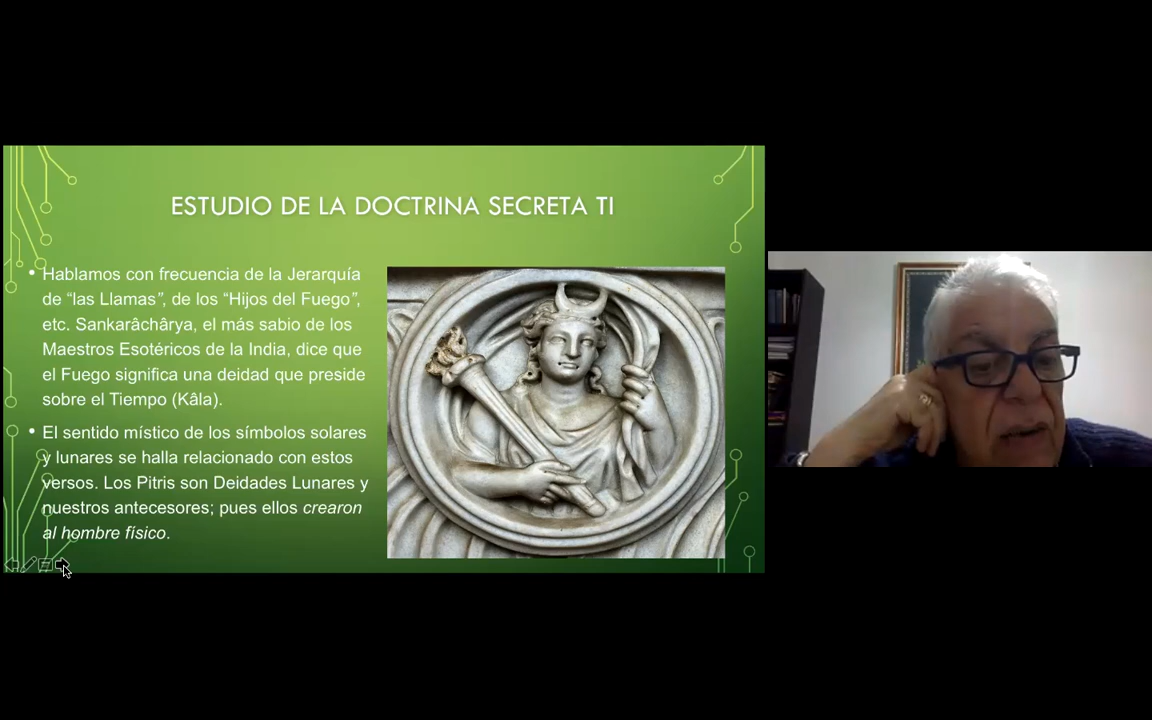 ESTUDIO DE LA DOCTRINA SECRETA TI
• Hablamos con frecuencia de la Jerarquía
de “las Llamas”, de los “Hijos del Fuego”,
etc. Sankarâchârya, el más sabio de los
Maestros Esotéricos de la India, dice que
el Fuego significa una deidad que preside
sobre el Tiempo (Kâla).
• El sentido místico de los símbolos solares
y lunares se halla relacionado con estos
versos. Los Pitris son Deidades Lunares y
nuestros antecesores; pues ellos crearon
al hombre físico.